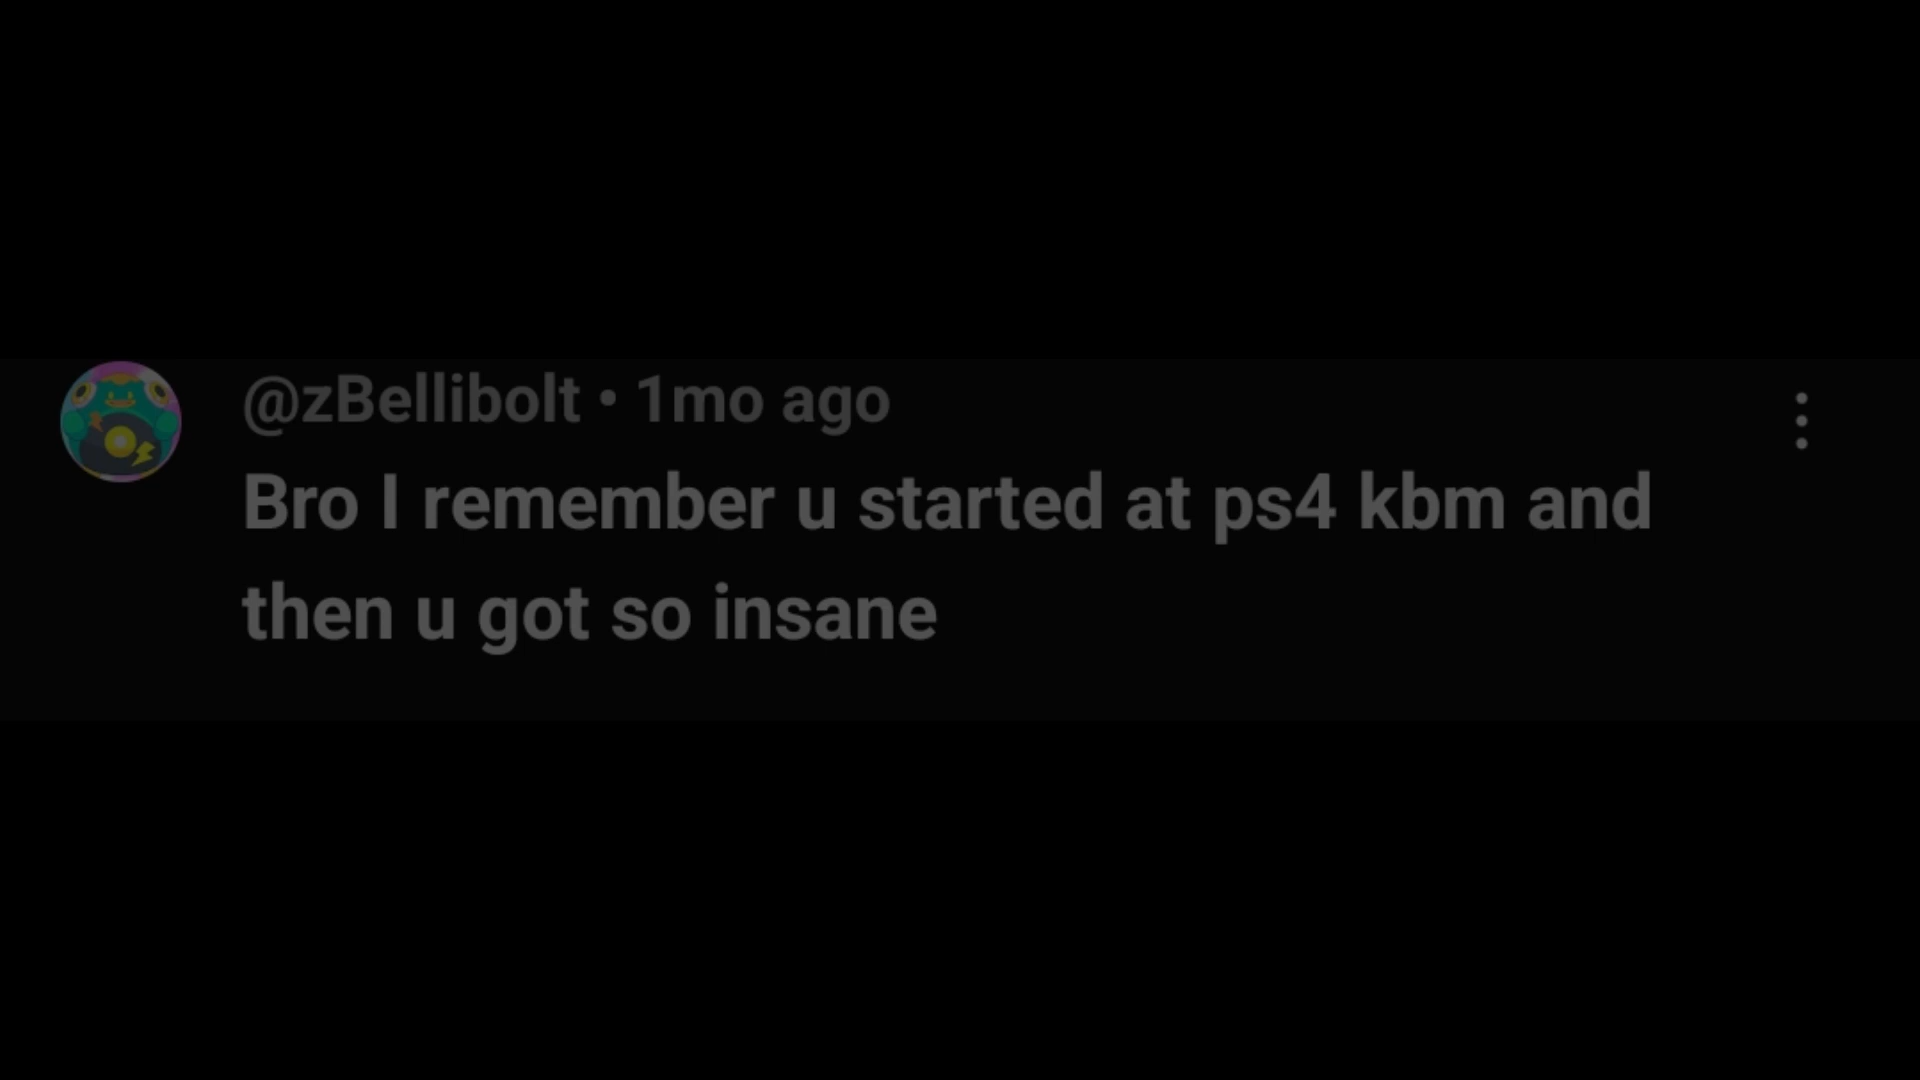 @zBellibolt • 1mo ago
Bro I remember u started at ps4 kbm and
then u got so insane